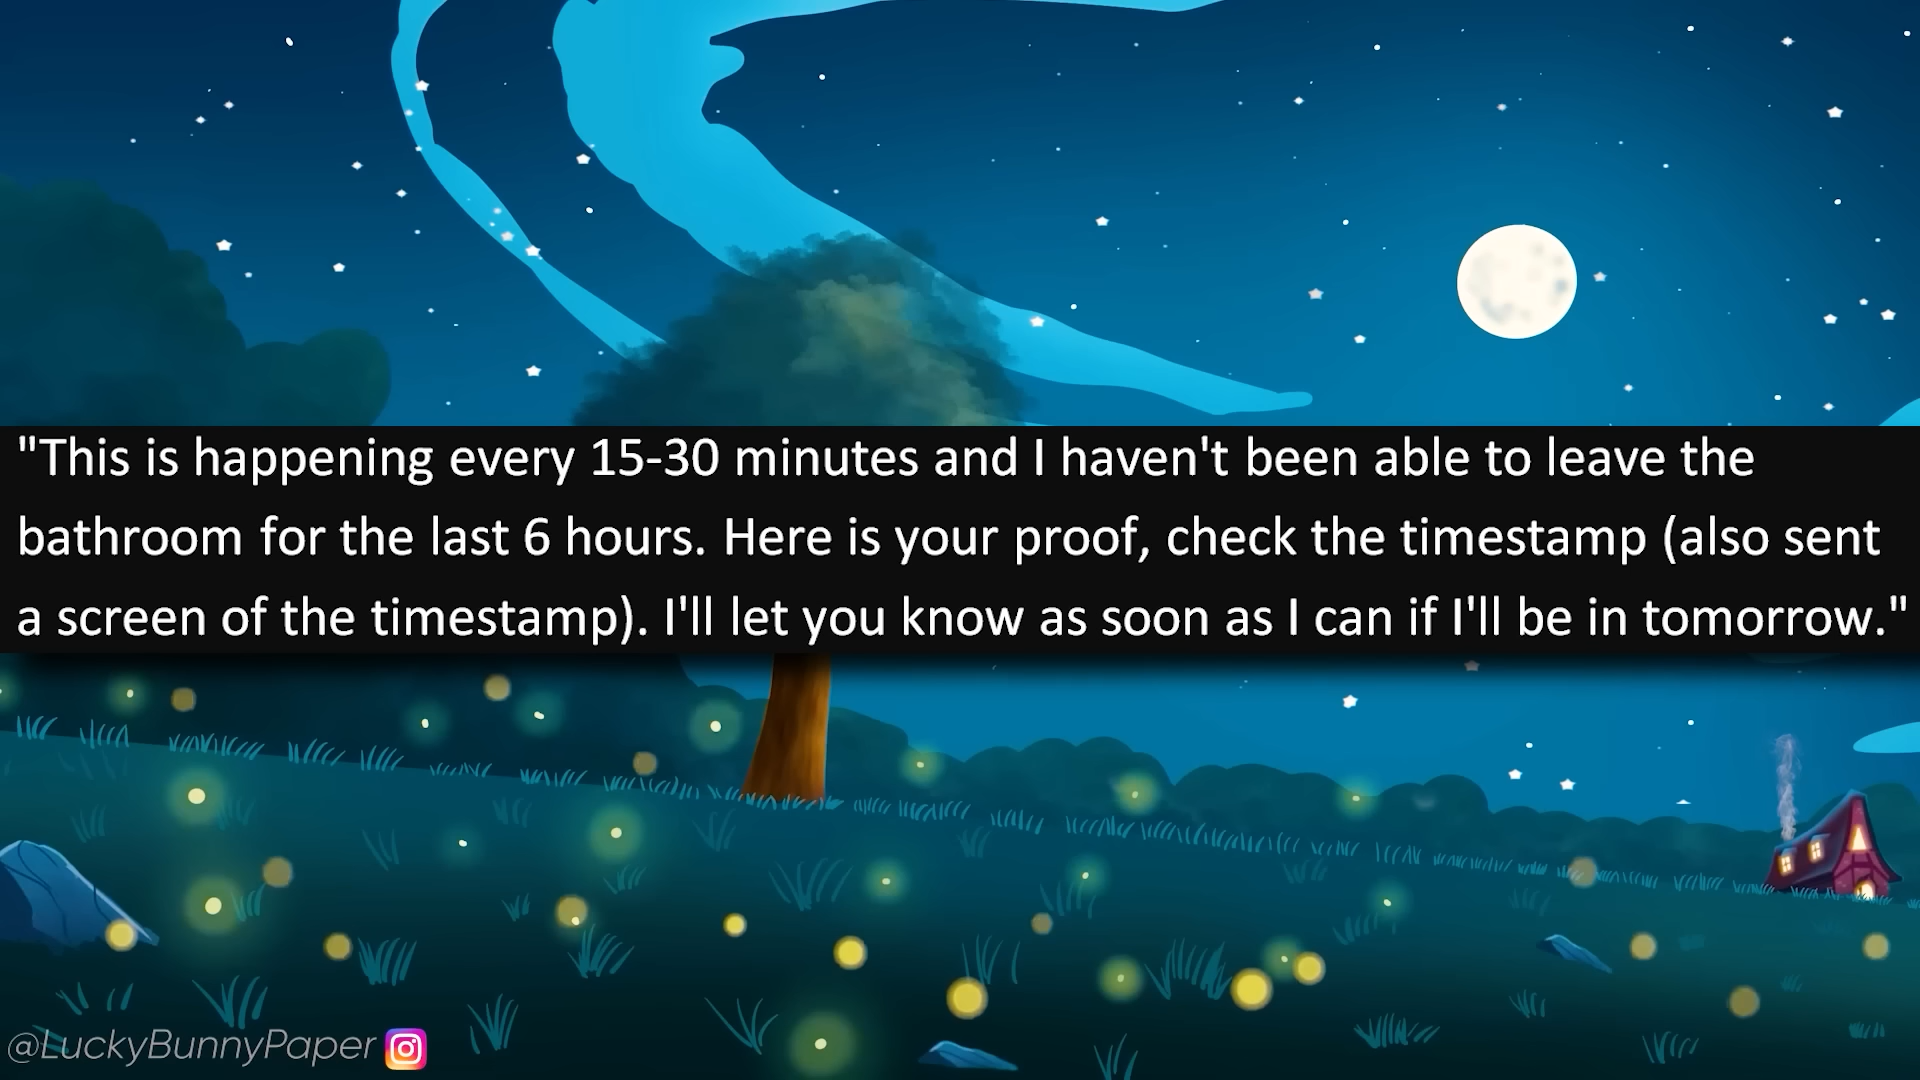 "This is happening every 15-30 minutes and I haven't been able to leave the
bathroom for the last 6 hours. Here is your proof, check the timestamp (also sent
a screen of the timestamp). I'll let you know as soon as I can if I'll be in tomorrow."
@LuckyBunnyPaper